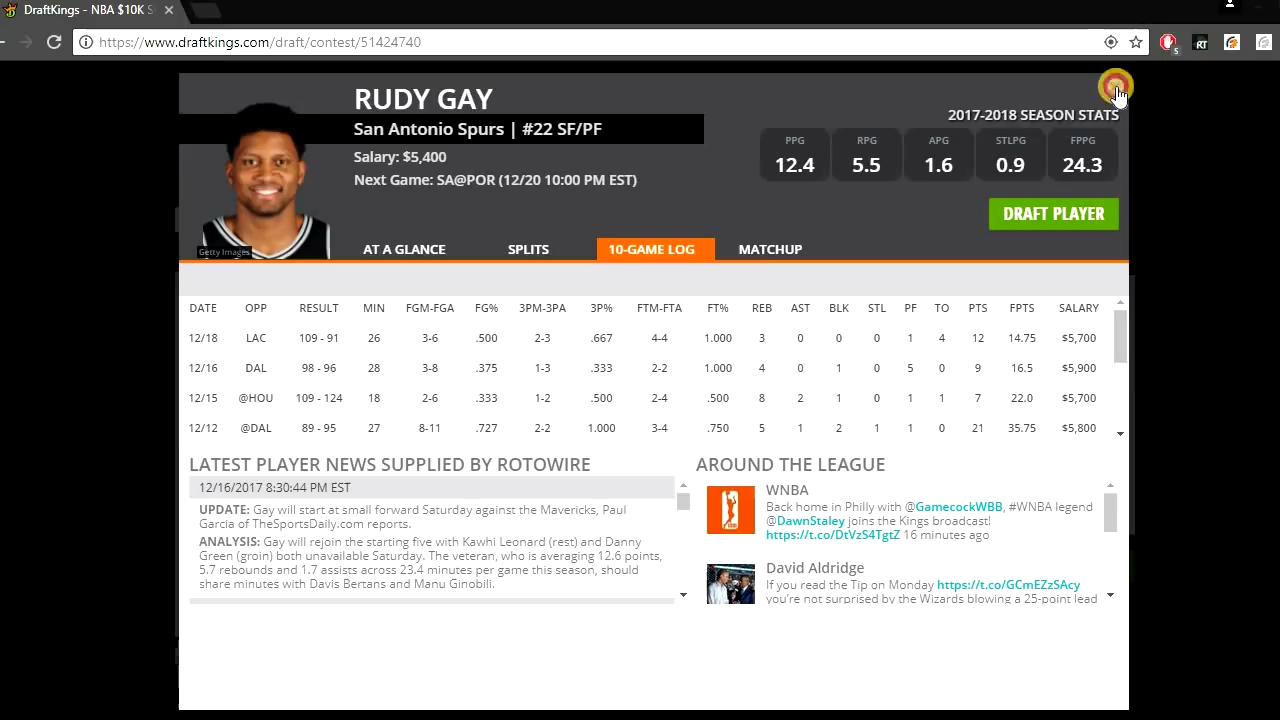 DraftKings - NBA $10K S
https://www.draftkings.com/draft/contest/51424740
5
RT
RUDY GAY
San Antonio Spurs | #22 SF/PF
Salary: $5,400
Next Game: SA@POR (12/20 10:00 PM EST)
2017-2018 SEASON STATS
PPG RPG APG STLPG FPPG
12.4 5.5 1.6 0.9 24.3
DRAFT PLAYER
Getty Images
AT A GLANCE SPLITS 10-GAME LOG MATCHUP
DATE OPP RESULT MIN FGM-FGA FG% 3PM-3PA 3P% FTM-FTA FT% REB AST BLK STL PF TO PTS FPTS SALARY
12/18 LAC 109 - 91 26 3-6 .500 2-3 .667 4-4 1.000 3 0 0 0 1 4 12 14.75 $5,700
12/16 DAL 98 - 96 28 3-8 .375 1-3 .333 2-2 1.000 4 0 1 0 5 0 9 16.5 $5,900
12/15 @HOU 109 - 124 18 2-6 .333 1-2 .500 2-4 .500 8 2 1 0 1 1 7 22.0 $5,700
12/12 @DAL 89 - 95 27 8-11 .727 2-2 1.000 3-4 .750 5 1 2 1 1 0 21 35.75 $5,800
LATEST PLAYER NEWS SUPPLIED BY ROTOWIRE
12/16/2017 8:30:44 PM EST
UPDATE: Gay will start at small forward Saturday against the Mavericks, Paul
Garcia of TheSportsDaily.com reports.
ANALYSIS: Gay will rejoin the starting five with Kawhi Leonard (rest) and Danny
Green (groin) both unavailable Saturday. The veteran, who is averaging 12.6 points,
5.7 rebounds and 1.7 assists across 23.4 minutes per game this season, should
share minutes with Davis Bertans and Manu Ginobili.
AROUND THE LEAGUE
WNBA
Back home in Philly with @GamecockWBB, #WNBA legend
@DawnStaley joins the Kings broadcast!
https://t.co/DtVzS4TgtZ 16 minutes ago
David Aldridge
If you read the Tip on Monday https://t.co/GCmEZzSAcy
you're not surprised by the Wizards blowing a 25-point lead